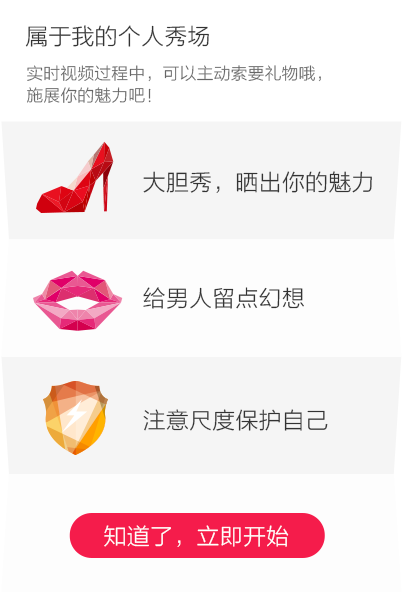 属于我的个人秀场
实时视频过程中，可以主动索要礼物哦，
施展你的魅力吧！
大胆秀，晒出你的魅力
给男人留点幻想
注意尺度保护自己
知道了，立即开始